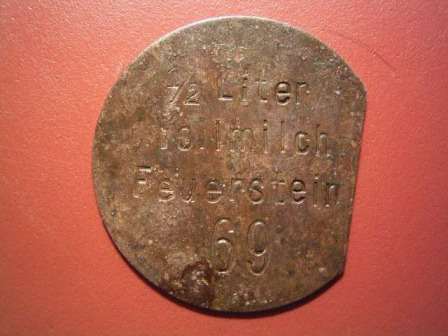 ½ Liter
Vollmilch
Feuerstein
69